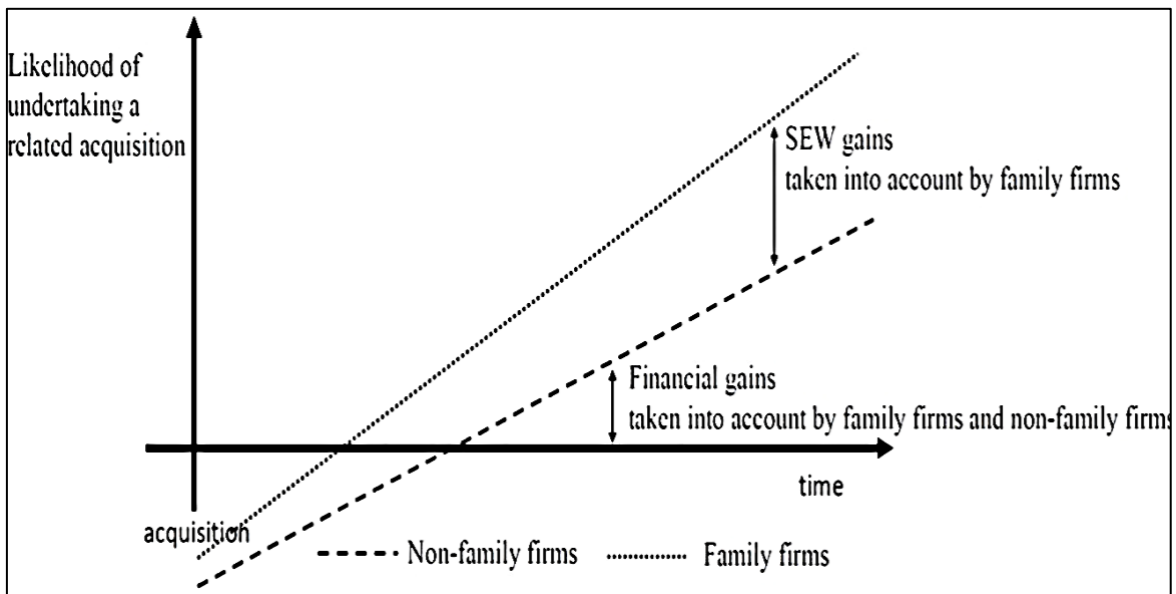 Likelihood of
undertaking a
related acquisition
SEW gains
taken into account by family firms
Financial gains
taken into account by family firms and non-family firms
time
acquisition
Non-family firms
Family firms